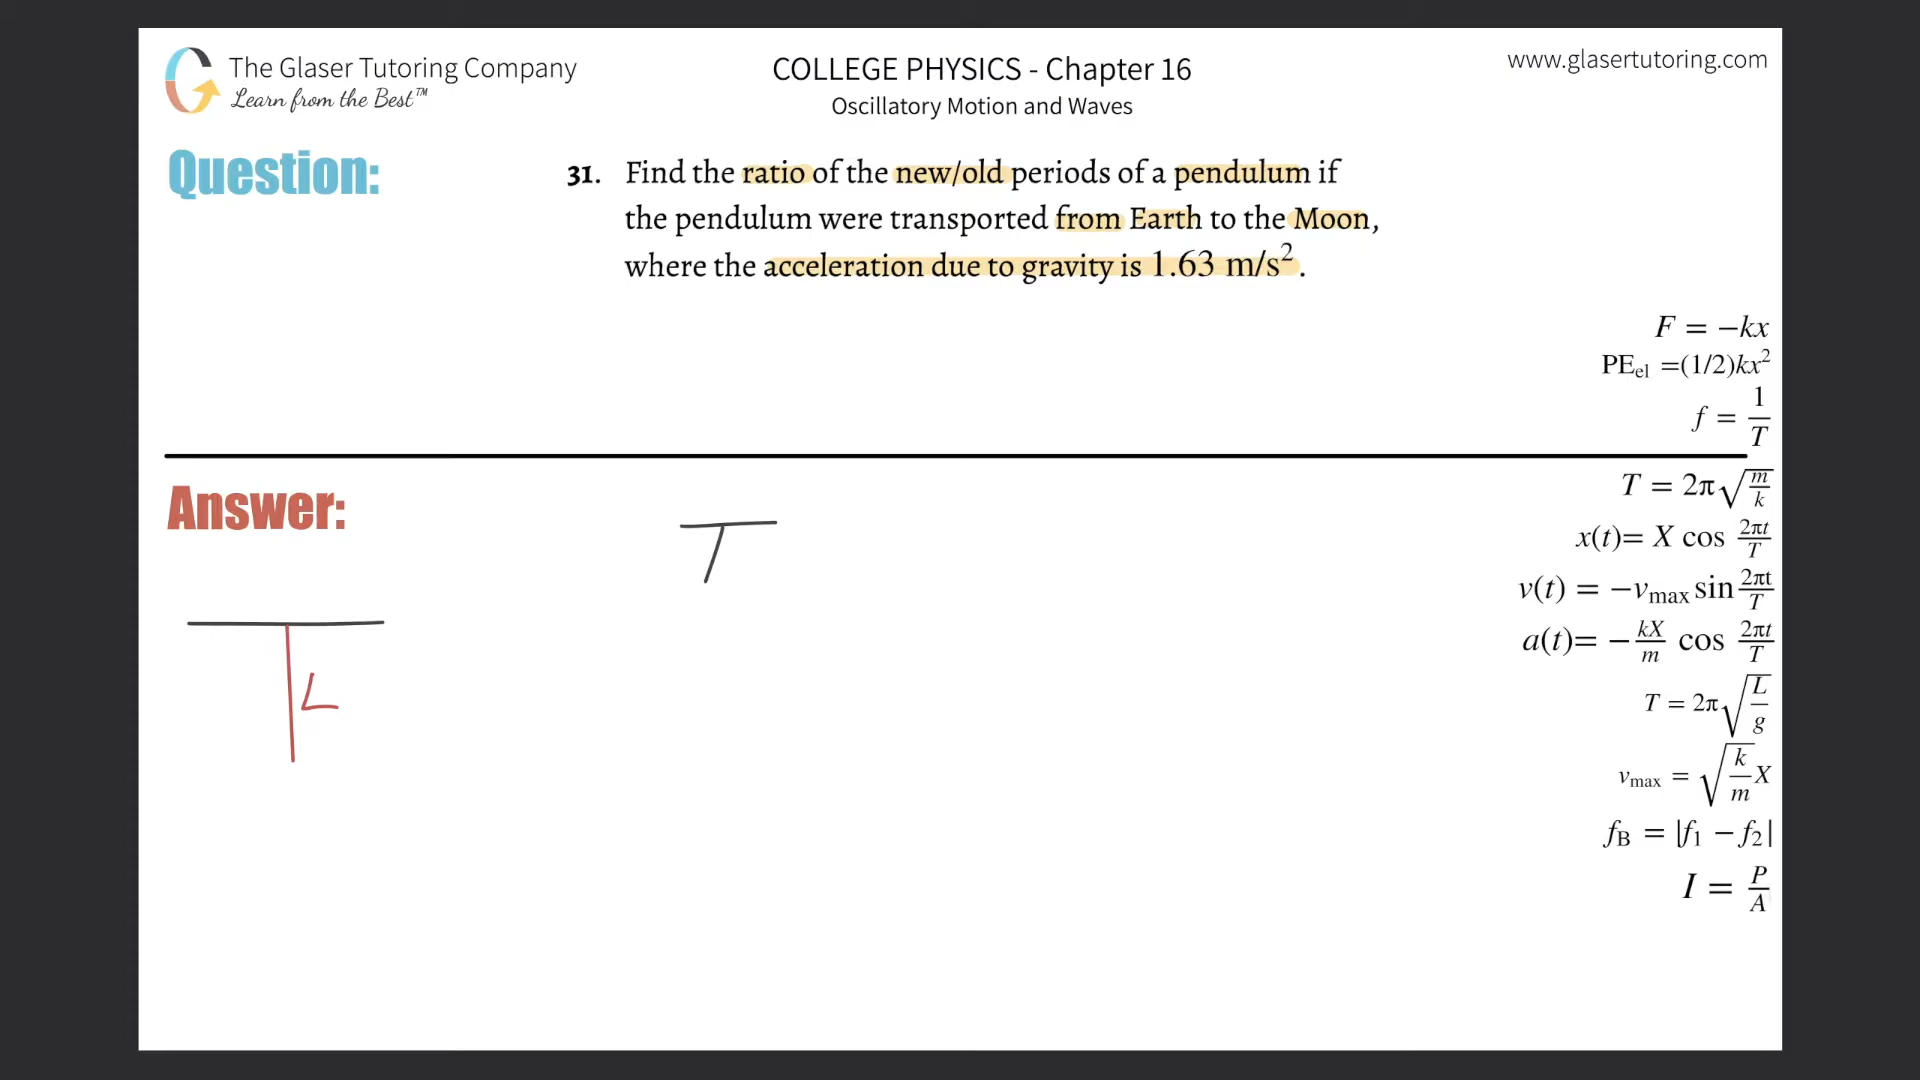 The Glaser Tutoring Company
Learn from the Best™
COLLEGE PHYSICS - Chapter 16
Oscillatory Motion and Waves
www.glasertutoring.com
Question:
31. Find the ratio of the new/old periods of a pendulum if
the pendulum were transported from Earth to the Moon,
where the acceleration due to gravity is 1.63 m/s².
F = −kx
PEel =(1/2)kx²
f = 1/T
Answer:
T
L
T = 2π√(m/k)
x(t)= X cos 2πt/T
v(t) = −vmax sin 2πt/T
a(t)= −kX/m cos 2πt/T
T = 2π√(L/g)
vmax = √(k/m)X
fB = |f1 − f2|
I = P/A